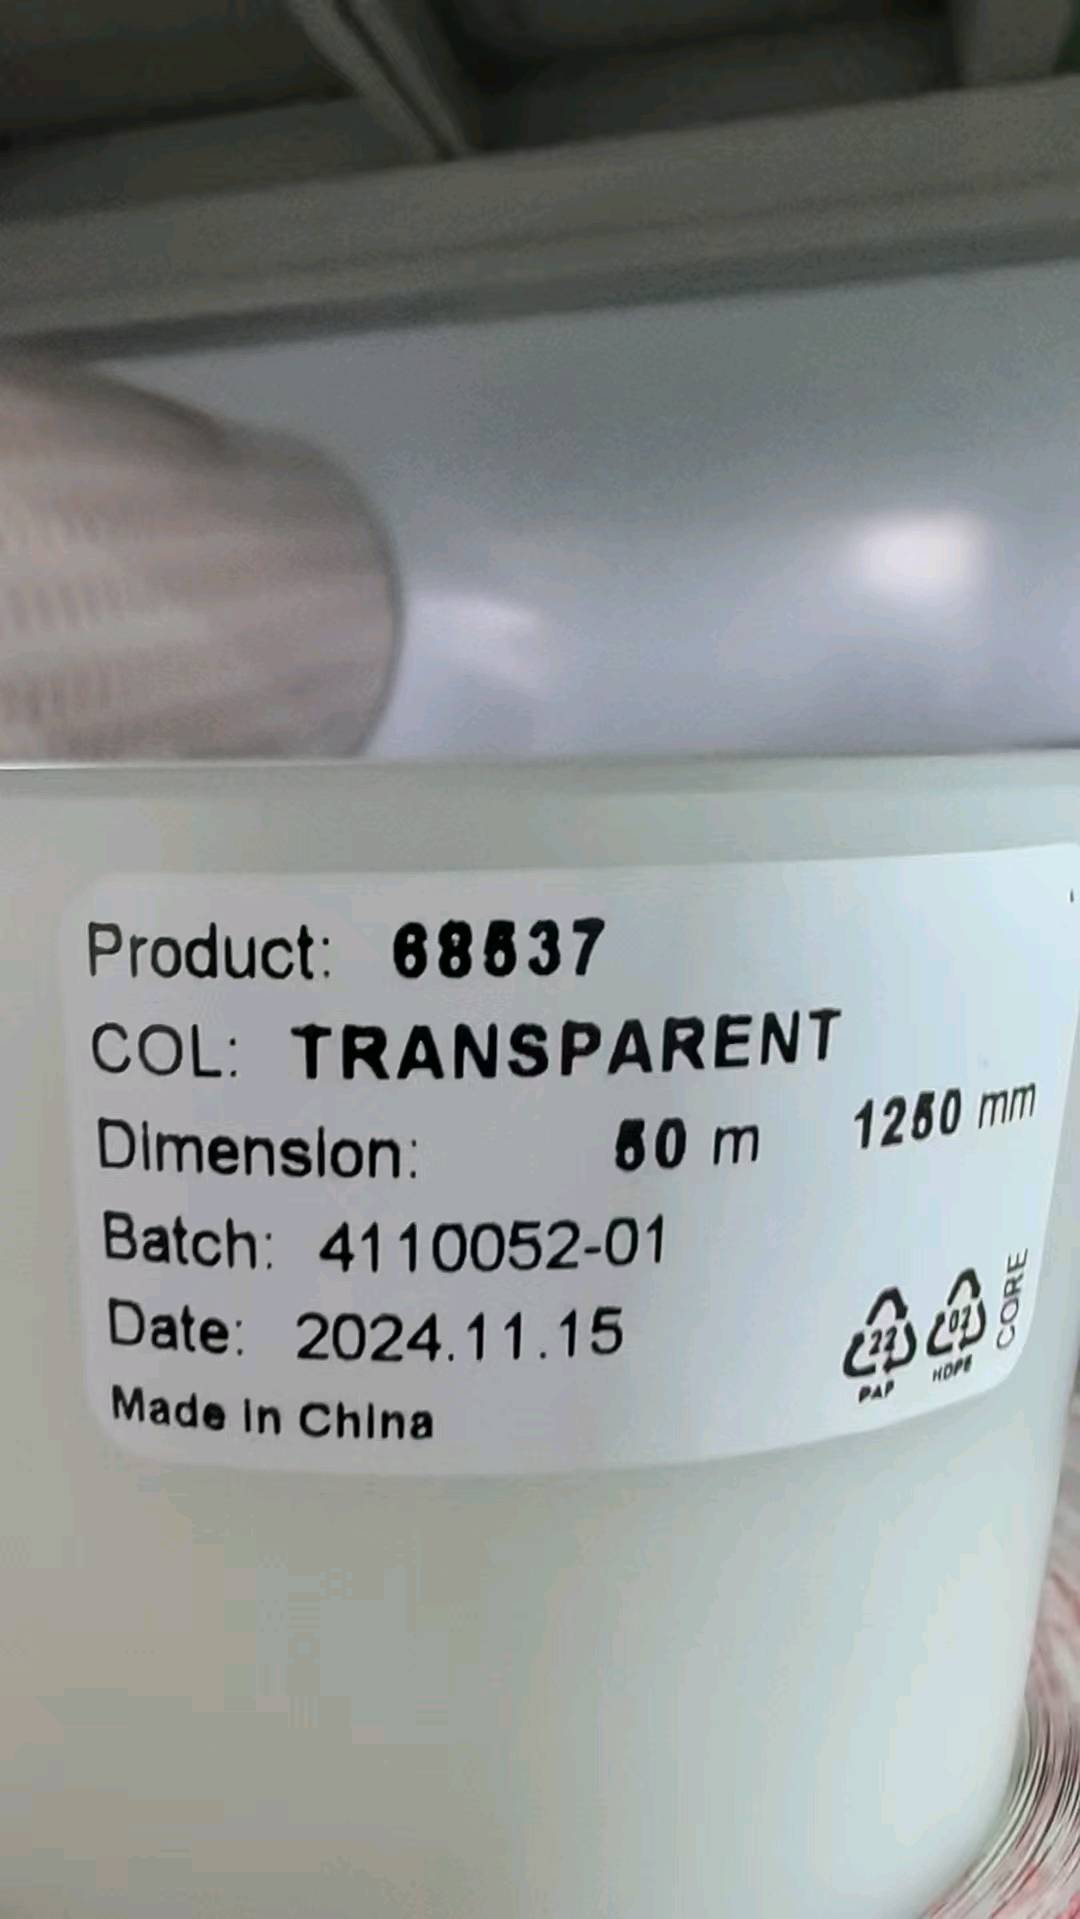 Product: 68537
COL: TRANSPARENT
Dimension: 50 m 1250 mm
Batch: 4110052-01
Date: 2024.11.15
Made in China
22 PAP
02 HDPE
CORE